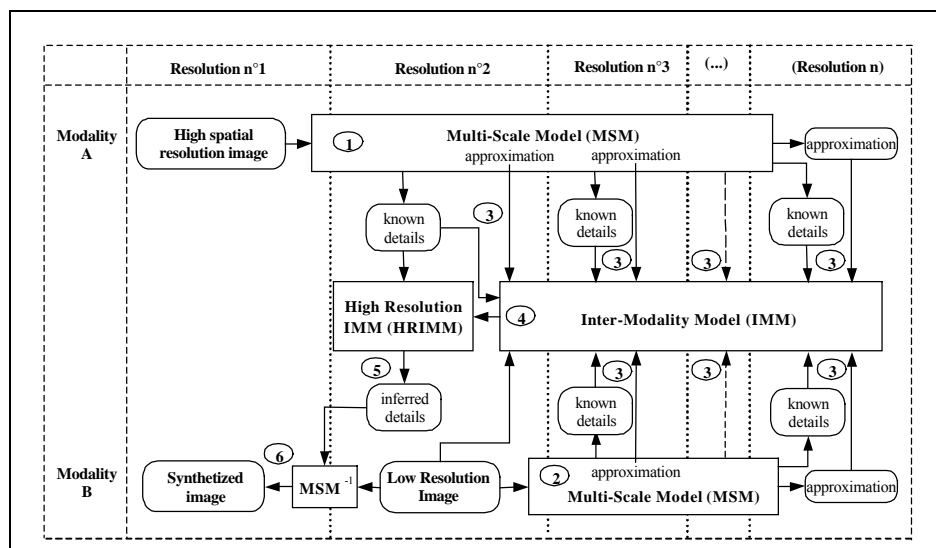 Resolution n°1
Resolution n°2
Resolution n°3
(...)
(Resolution n)
Modality
A
High spatial
resolution image
1
Multi-Scale Model (MSM)
approximation
approximation
approximation
known
details
3
known
details
3
3
known
details
3
High Resolution
IMM (HRIMM)
4
Inter-Modality Model (IMM)
5
3
3
3
inferred
details
known
details
known
details
6
Modality
B
Synthetized
image
MSM -1
Low Resolution
Image
2
approximation
Multi-Scale Model (MSM)
approximation